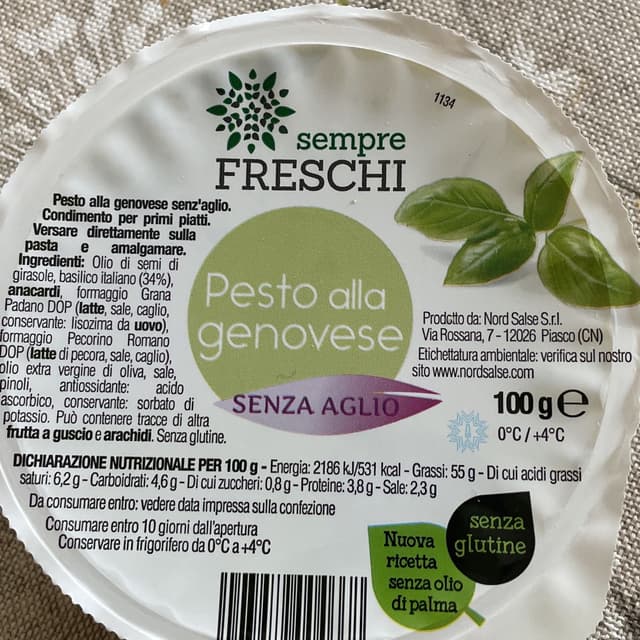 1134
sempre
FRESCHI
Pesto alla genovese senz'aglio.
Condimento per primi piatti.
Versare direttamente sulla
pasta e amalgamare.
Ingredienti: Olio di semi di
girasole, basilico italiano (34%),
anacardi, formaggio Grana
Padano DOP (latte, sale, caglio,
conservante: lisozima da uovo),
formaggio Pecorino Romano
DOP (latte di pecora, sale, caglio),
olio extra vergine di oliva, sale,
pinoli, antiossidante: acido
ascorbico, conservante: sorbato di
potassio. Può contenere tracce di altra
frutta a guscio e arachidi. Senza glutine.
Pesto alla
genovese
SENZA AGLIO
Prodcto da: Nord Salse S.r.l.
Via Rossana, 7 - 12026 Piasco (CN)
Etichettatura ambientale: verifica sul nostro
sito www.nordsalse.com
100 g e
0°C / +4°C
DICHIARAZIONE NUTRIZIONALE PER 100 g - Energia: 2186 kJ/531 kcal - Grassi: 55 g - Di cui acidi grassi
saturi: 6,2 g - Carboidrati: 4,6 g - Di cui zuccheri: 0,8 g - Proteine: 3,8 g - Sale: 2,3 g
Da consumare entro: vedere data impressa sulla confezione
Consumare entro 10 giorni dall'apertura
Conservare in frigorifero da 0°C a +4°C
senza
glutine
Nuova
ricetta
senza olio
di palma